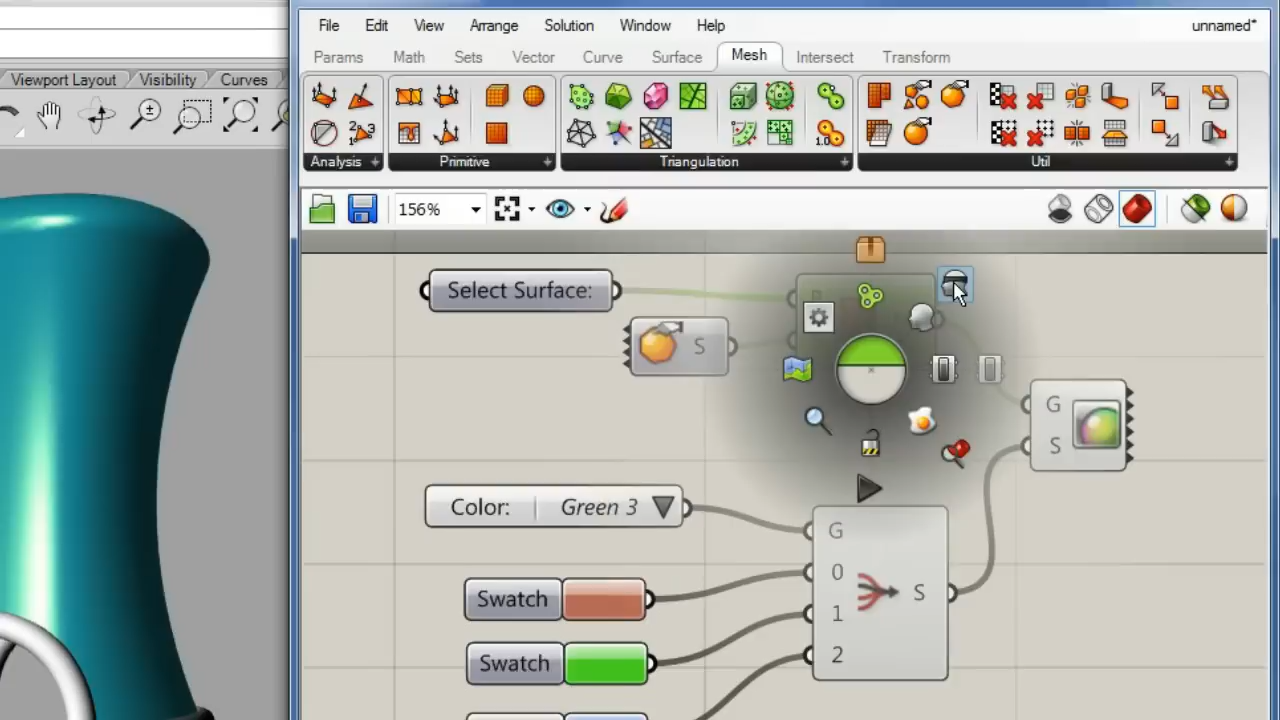 File Edit View Arrange Solution Window Help unnamed*
Params Math Sets Vector Curve Surface Mesh Intersect Transform
Viewport Layout Visibility Curves
Analysis Primitive Triangulation Util
156%
Select Surface:
S
G
S
Color: Green 3
G
0
1
2
S
Swatch
Swatch